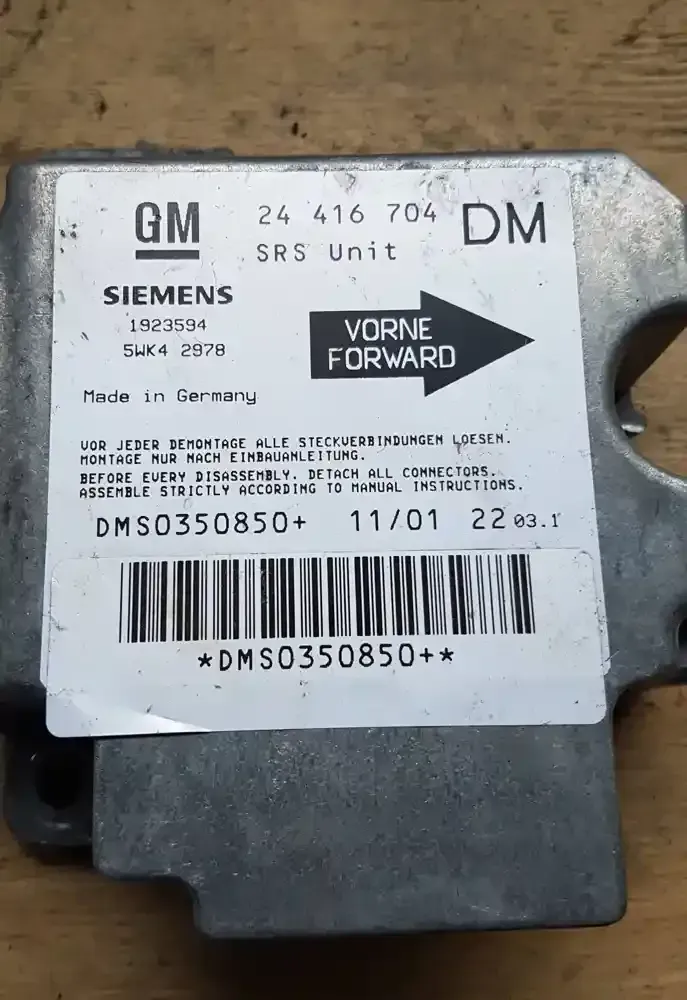 GM 24 416 704 DM
SRS Unit
SIEMENS
1923594
5WK4 2978
VORNE
FORWARD
Made in Germany
VOR JEDER DEMONTAGE ALLE STECKVERBINDUNGEN LOESEN.
MONTAGE NUR NACH EINBAUANLEITUNG.
BEFORE EVERY DISASSEMBLY. DETACH ALL CONNECTORS.
ASSEMBLE STRICTLY ACCORDING TO MANUAL INSTRUCTIONS.
DMS0350850+ 11/01 22 03.1
*DMS0350850+*